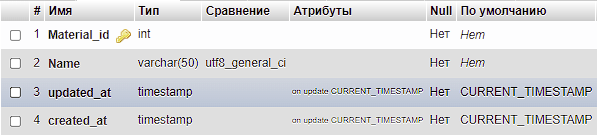 # Имя Тип Сравнение Атрибуты Null По умолчанию
1 Material_id int Нет Нет
2 Name varchar(50) utf8_general_ci Нет Нет
3 updated_at timestamp on update CURRENT_TIMESTAMP Нет CURRENT_TIMESTAMP
4 created_at timestamp on update CURRENT_TIMESTAMP Нет CURRENT_TIMESTAMP